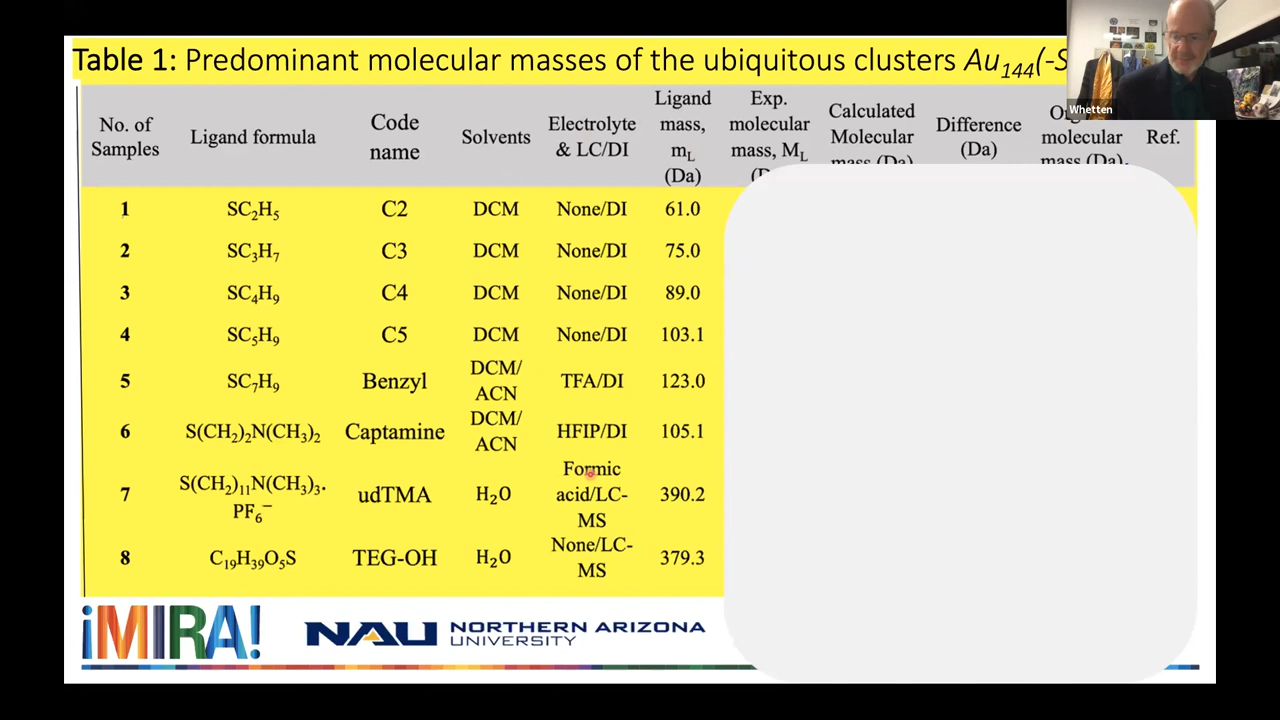 Table 1: Predominant molecular masses of the ubiquitous clusters Au144(-S
Whetten
No. of Samples
Ligand formula
Code name
Solvents
Electrolyte & LC/DI
Ligand mass, mL (Da)
Exp. molecular mass, ML
Calculated Molecular mass (Da)
Difference (Da)
molecular mass (Da),
Ref.
1 SC2H5 C2 DCM None/DI 61.0
2 SC3H7 C3 DCM None/DI 75.0
3 SC4H9 C4 DCM None/DI 89.0
4 SC5H9 C5 DCM None/DI 103.1
5 SC7H9 Benzyl DCM/ACN TFA/DI 123.0
6 S(CH2)2N(CH3)2 Captamine DCM/ACN HFIP/DI 105.1
7 S(CH2)11N(CH3)3. PF6− udTMA H2O Formic acid/LC-MS 390.2
8 C19H39O5S TEG-OH H2O None/LC-MS 379.3
¡MIRA!
NAU NORTHERN ARIZONA
UNIVERSITY